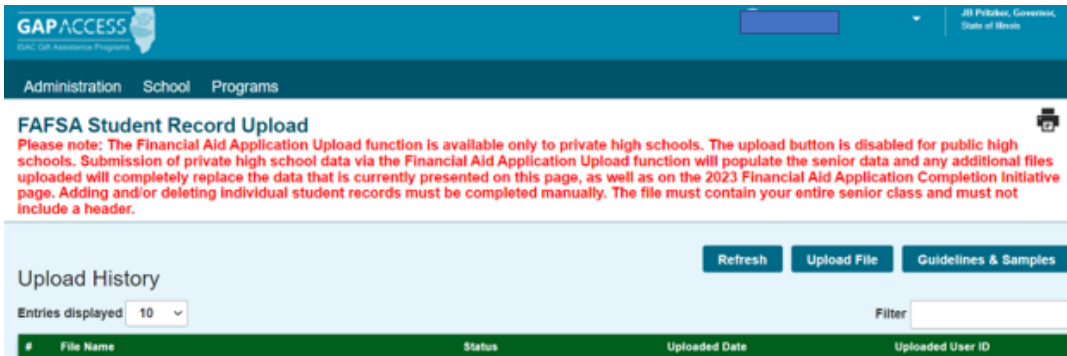 GAPACCESS
ISAC Gift Assistance Programs
JB Pritzker, Governor,
State of Illinois
Administration School Programs
FAFSA Student Record Upload
Please note: The Financial Aid Application Upload function is available only to private high schools. The upload button is disabled for public high
schools. Submission of private high school data via the Financial Aid Application Upload function will populate the senior data and any additional files
uploaded will completely replace the data that is currently presented on this page, as well as on the 2023 Financial Aid Application Completion Initiative
page. Adding and/or deleting individual student records must be completed manually. The file must contain your entire senior class and must not
include a header.
Refresh Upload File Guidelines & Samples
Upload History
Entries displayed 10 Filter
# File Name Status Uploaded Date Uploaded User ID